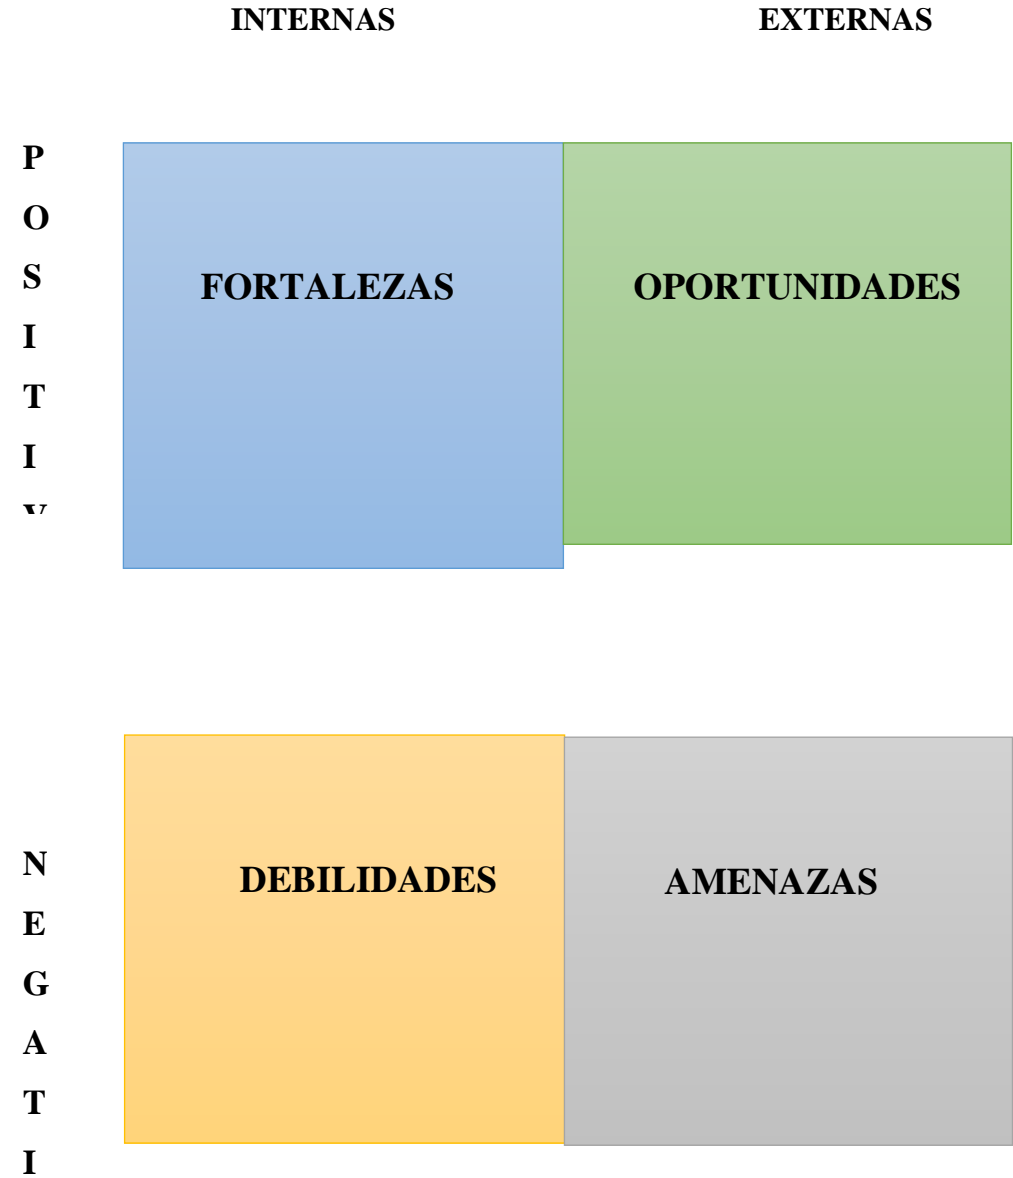 INTERNAS EXTERNAS
P
O
S
I
T
I
V
FORTALEZAS OPORTUNIDADES
N
E
G
A
T
I
DEBILIDADES AMENAZAS